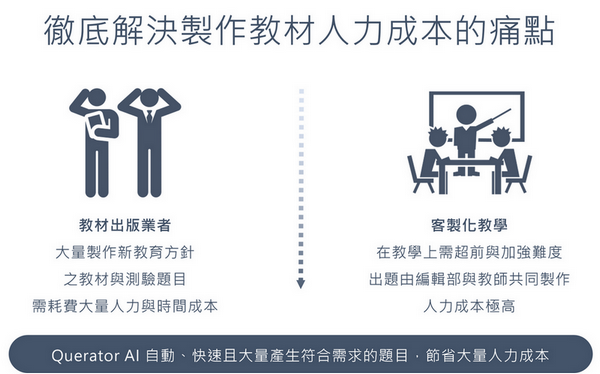 徹底解決製作教材人力成本的痛點
教材出版業者
大量製作新教育方針
之教材與測驗題目
需耗費大量人力與時間成本
客製化教學
在教學上需超前與加強難度
出題由編輯部與教師共同製作
人力成本極高
Querator AI 自動、快速且大量產生符合需求的題目，節省大量人力成本